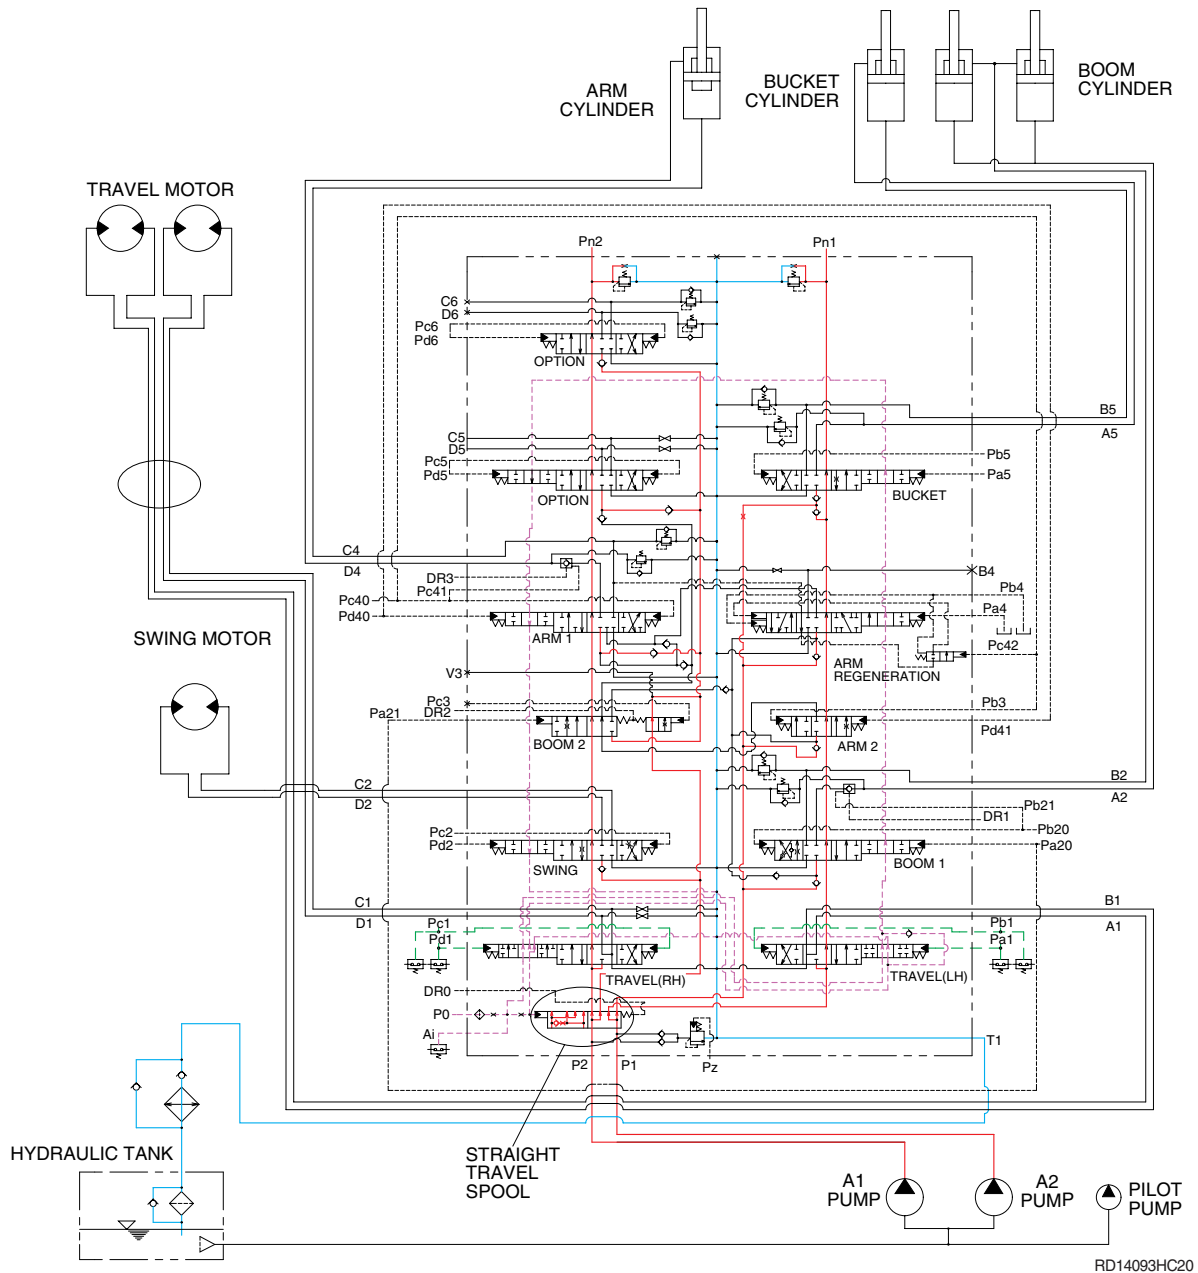 ARM
CYLINDER
BUCKET
CYLINDER
BOOM
CYLINDER
TRAVEL MOTOR
Pn2
Pn1
C6
D6
Pc6
Pd6
OPTION
B5
A5
C5
D5
Pc5
Pd5
OPTION
Pb5
Pa5
BUCKET
C4
D4
DR3
Pc41
Pc40
Pd40
ARM 1
B4
Pb4
Pa4
Pc42
ARM
REGENERATION
SWING MOTOR
V3
Pc3
DR2
Pa21
BOOM 2
Pb3
Pd41
ARM 2
C2
D2
B2
A2
Pb21
DR1
Pb20
Pa20
Pc2
Pd2
SWING
BOOM 1
C1
D1
B1
A1
Pc1
Pd1
Pb1
Pa1
TRAVEL(RH)
TRAVEL(LH)
DR0
P0
Ai
P2
P1
Pz
T1
HYDRAULIC TANK
STRAIGHT
TRAVEL
SPOOL
A1
PUMP
A2
PUMP
PILOT
PUMP
RD14093HC20